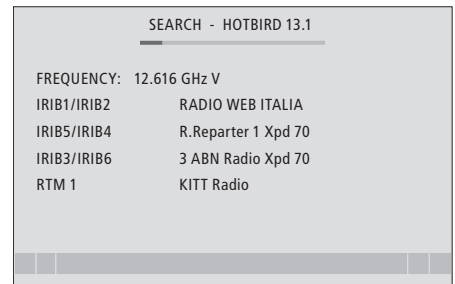 SEARCH - HOTBIRD 13.1
FREQUENCY: 12.616 GHz V
IRIB1/IRIB2 RADIO WEB ITALIA
IRIB5/IRIB4 R.Reparter 1 Xpd 70
IRIB3/IRIB6 3 ABN Radio Xpd 70
RTM 1 KITT Radio